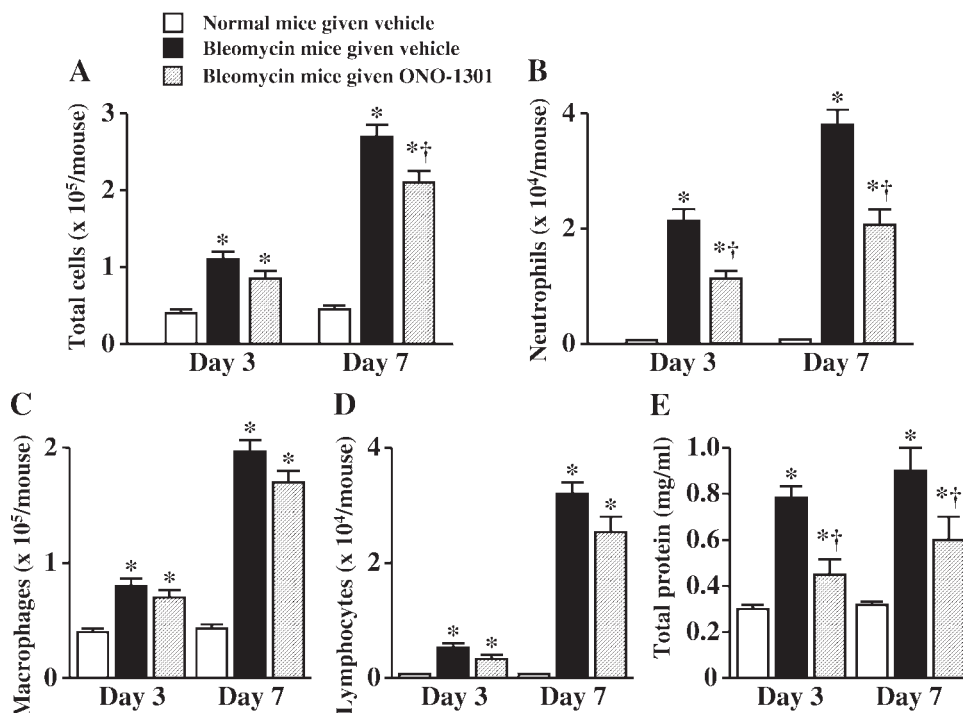 Normal mice given vehicle
Bleomycin mice given vehicle
Bleomycin mice given ONO-1301
A
Total cells (x 10⁵/mouse)
3
2
1
0
*
*
*
*†
Day 3
Day 7
B
Neutrophils (x 10⁴/mouse)
4
2
0
*
*†
*
*†
Day 3
Day 7
C
Macrophages (x 10⁵/mouse)
2
1
0
*
*
*
*
Day 3
Day 7
D
Lymphocytes (x 10⁴/mouse)
4
2
0
*
*
*
*
Day 3
Day 7
E
Total protein (mg/ml)
1.0
0.8
0.6
0.4
0.2
0
*
*†
*
*†
Day 3
Day 7